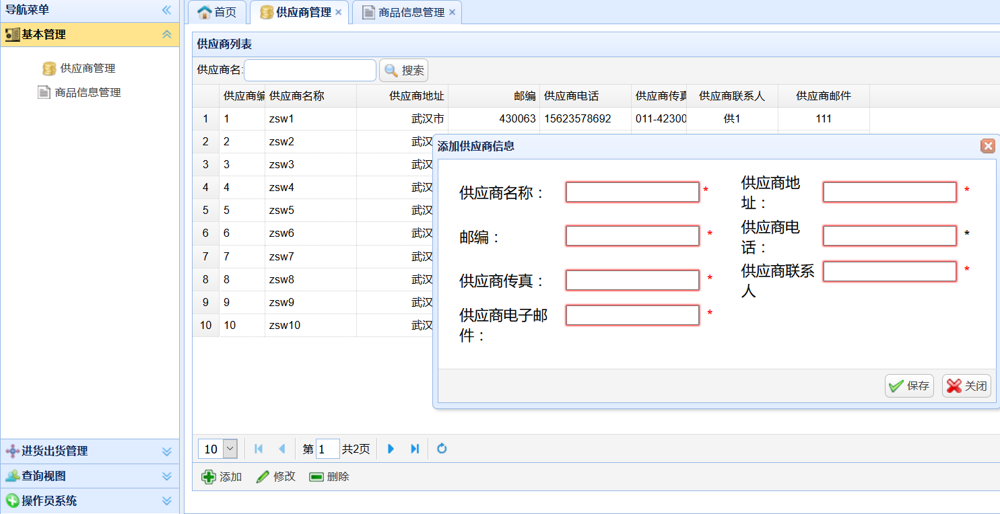 导航菜单
基本管理
供应商管理
商品信息管理
进货出货管理
查询视图
操作员系统
首页 供应商管理 商品信息管理
供应商列表
供应商名: 搜索
供应商编 供应商名称 供应商地址 邮编 供应商电话 供应商传真 供应商联系人 供应商邮件
1 1 zsw1 武汉市 430063 15623578692 011-42300 供1 111
2 2 zsw2 武汉
3 3 zsw3 武汉
4 4 zsw4 武汉
5 5 zsw5 武汉
6 6 zsw6 武汉
7 7 zsw7 武汉
8 8 zsw8 武汉
9 9 zsw9 武汉
10 10 zsw10 武汉
添加供应商信息
供应商名称： *
供应商地
址： *
邮编： *
供应商电
话： *
供应商传真： *
供应商联系
人 *
供应商电子邮
件： *
保存 关闭
10 第 1 共2页
添加 修改 删除